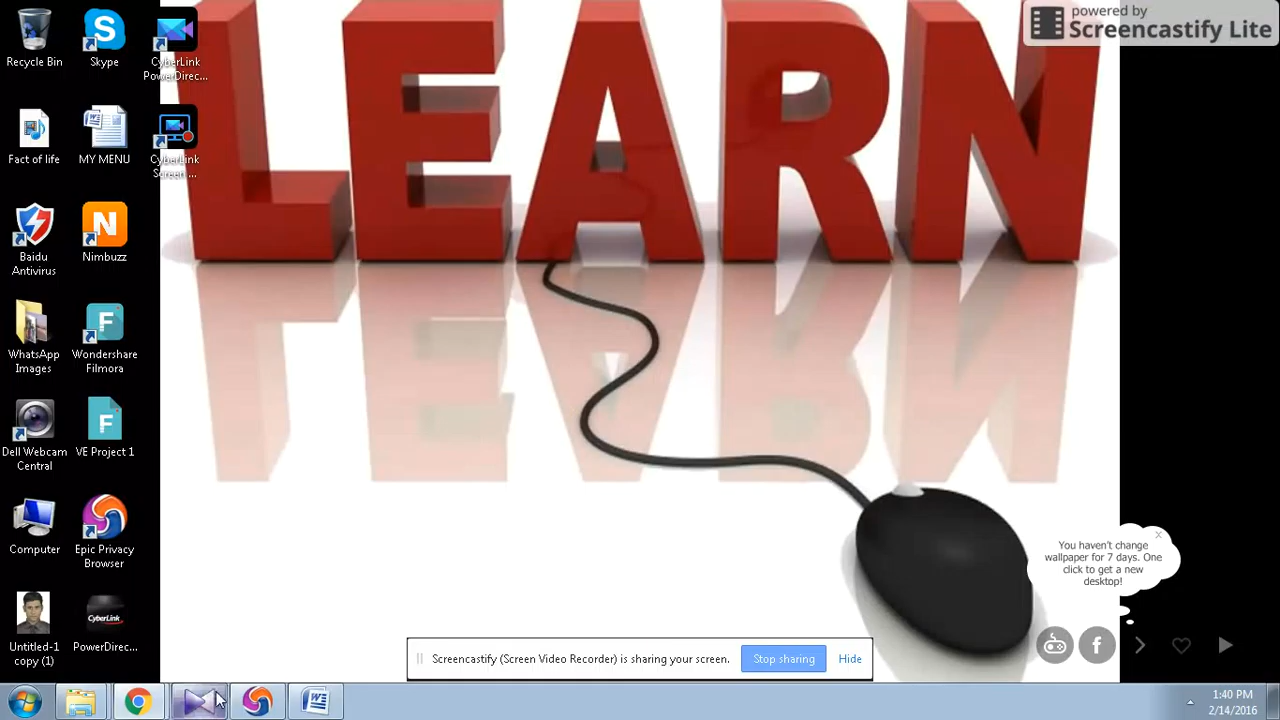 LEARN
powered by
Screencastify Lite
Recycle Bin
Skype
CyberLink
PowerDirec...
Fact of life
MY MENU
CyberLink
Screen ...
Baidu
Antivirus
Nimbuzz
WhatsApp
Images
Wondershare
Filmora
Dell Webcam
Central
VE Project 1
Computer
Epic Privacy
Browser
Untitled-1
copy (1)
CyberLink
PowerDirec...
You haven't change
wallpaper for 7 days. One
click to get a new
desktop!
Screencastify (Screen Video Recorder) is sharing your screen.
Stop sharing
Hide
1:40 PM
2/14/2016